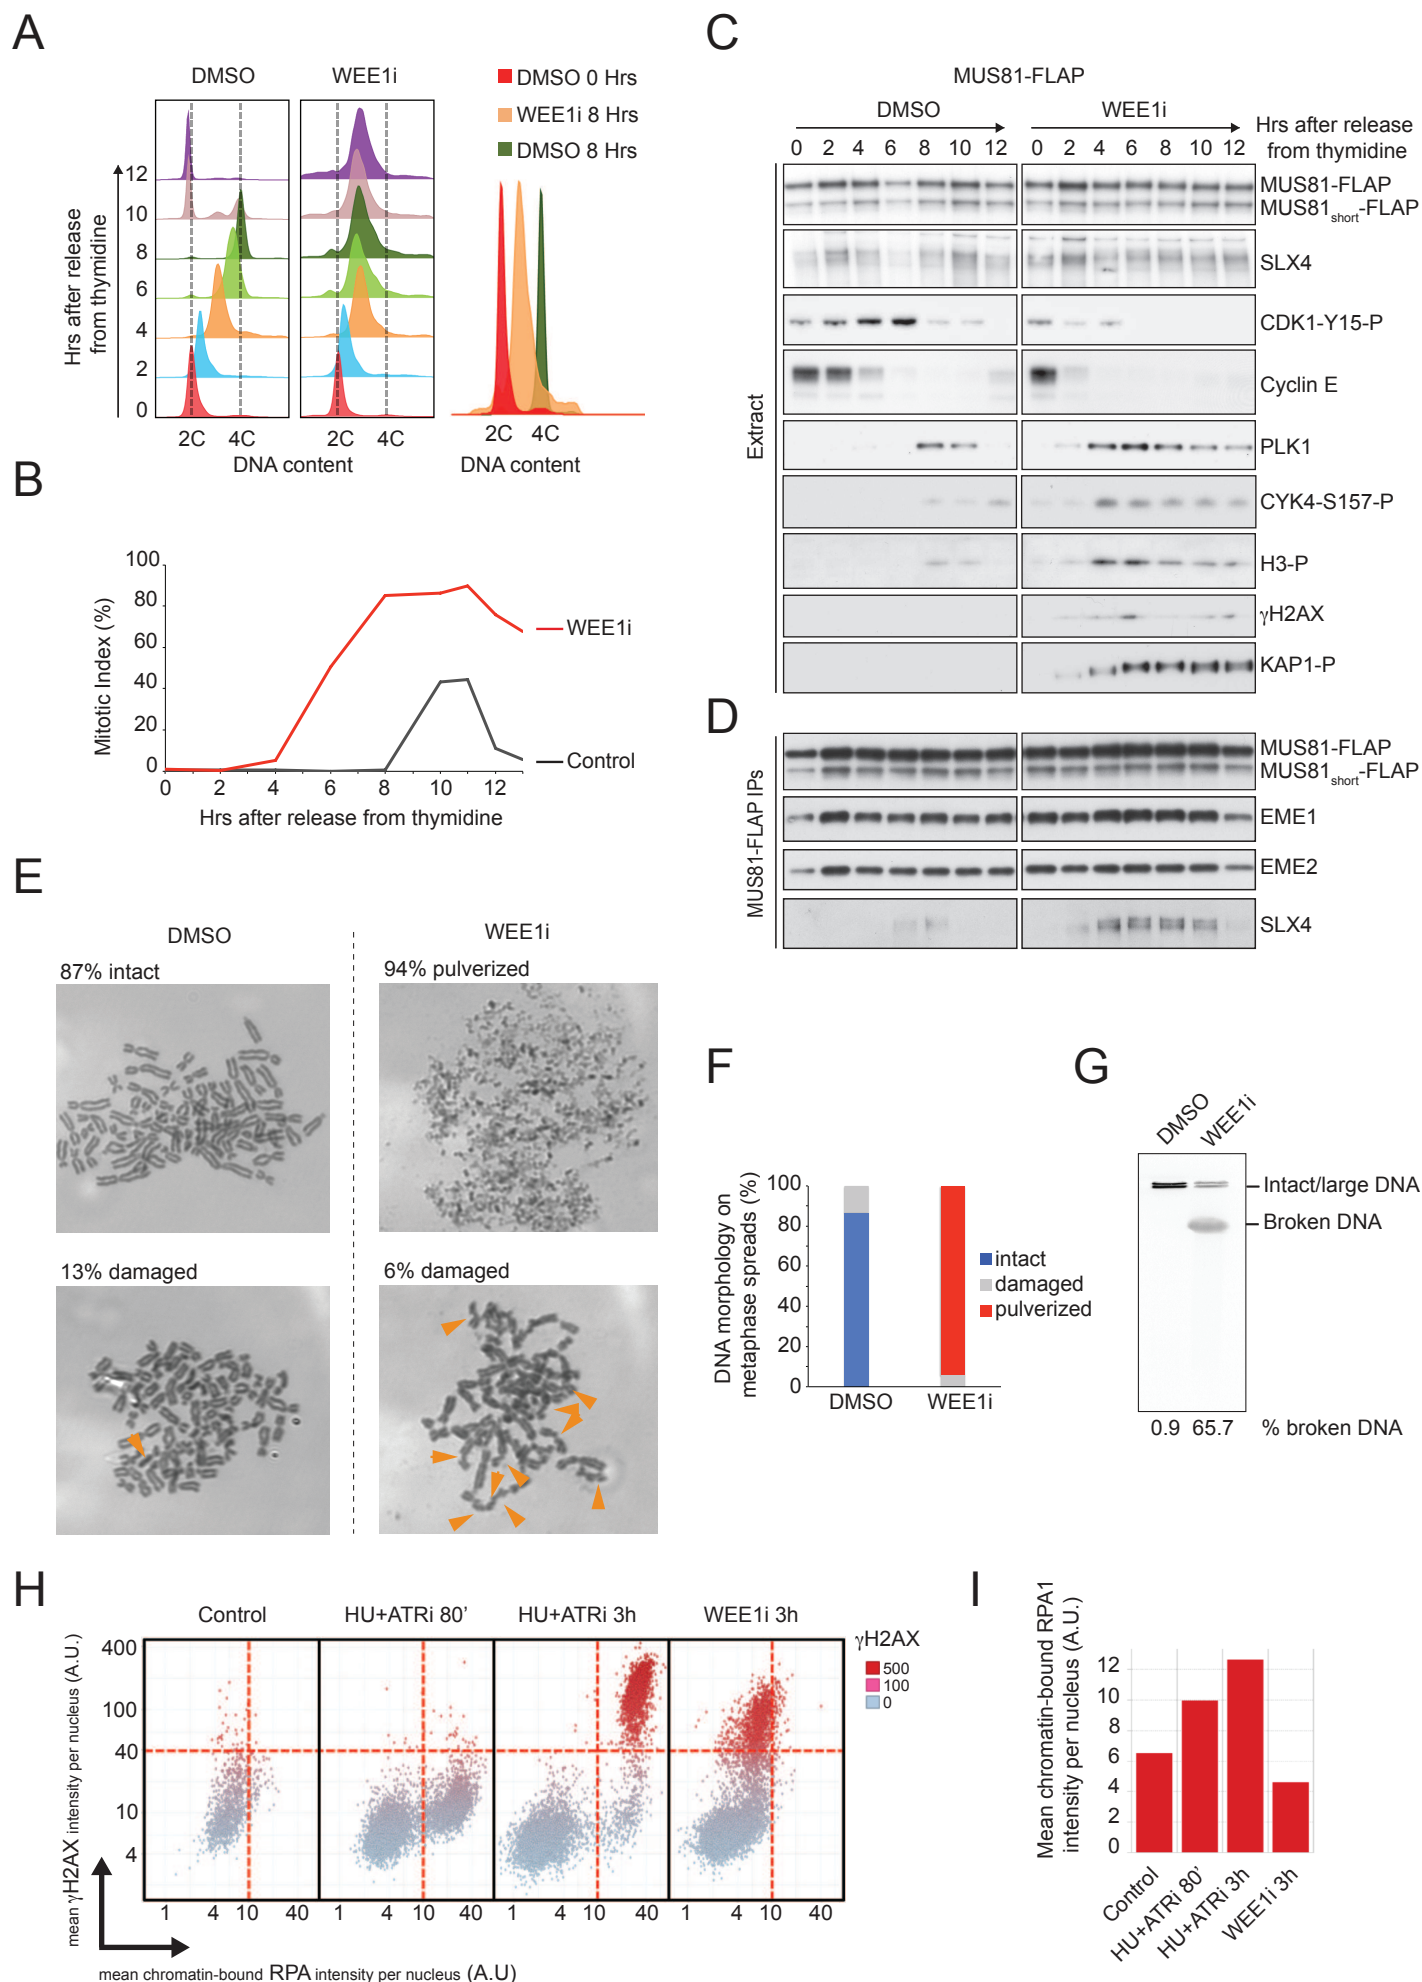 A
DMSO
WEE1i
DMSO 0 Hrs
WEE1i 8 Hrs
DMSO 8 Hrs
Hrs after release
from thymidine
12
10
8
6
4
2
0
2C 4C
2C 4C
2C 4C
DNA content
DNA content
B
Mitotic Index (%)
100
80
60
40
20
0
0 2 4 6 8 10 12
Hrs after release from thymidine
WEE1i
Control
C
MUS81-FLAP
DMSO
WEE1i
Hrs after release
from thymidine
0 2 4 6 8 10 12
0 2 4 6 8 10 12
Extract
MUS81-FLAP
MUS81short-FLAP
SLX4
CDK1-Y15-P
Cyclin E
PLK1
CYK4-S157-P
H3-P
γH2AX
KAP1-P
D
MUS81-FLAP IPs
MUS81-FLAP
MUS81short-FLAP
EME1
EME2
SLX4
E
DMSO
WEE1i
87% intact
94% pulverized
13% damaged
6% damaged
F
DNA morphology on
metaphase spreads (%)
100
80
60
40
20
0
DMSO WEE1i
intact
damaged
pulverized
G
DMSO
WEE1i
Intact/large DNA
Broken DNA
0.9 65.7 % broken DNA
H
Control
HU+ATRi 80'
HU+ATRi 3h
WEE1i 3h
γH2AX
500
100
0
mean γH2AX intensity per nucleus (A.U.)
400
100
40
10
4
1 4 10 40
1 4 10 40
1 4 10 40
1 4 10 40
mean chromatin-bound RPA intensity per nucleus (A.U)
I
Mean chromatin-bound RPA1
intensity per nucleus (A.U.)
12
10
8
6
4
2
0
Control
HU+ATRi 80'
HU+ATRi 3h
WEE1i 3h